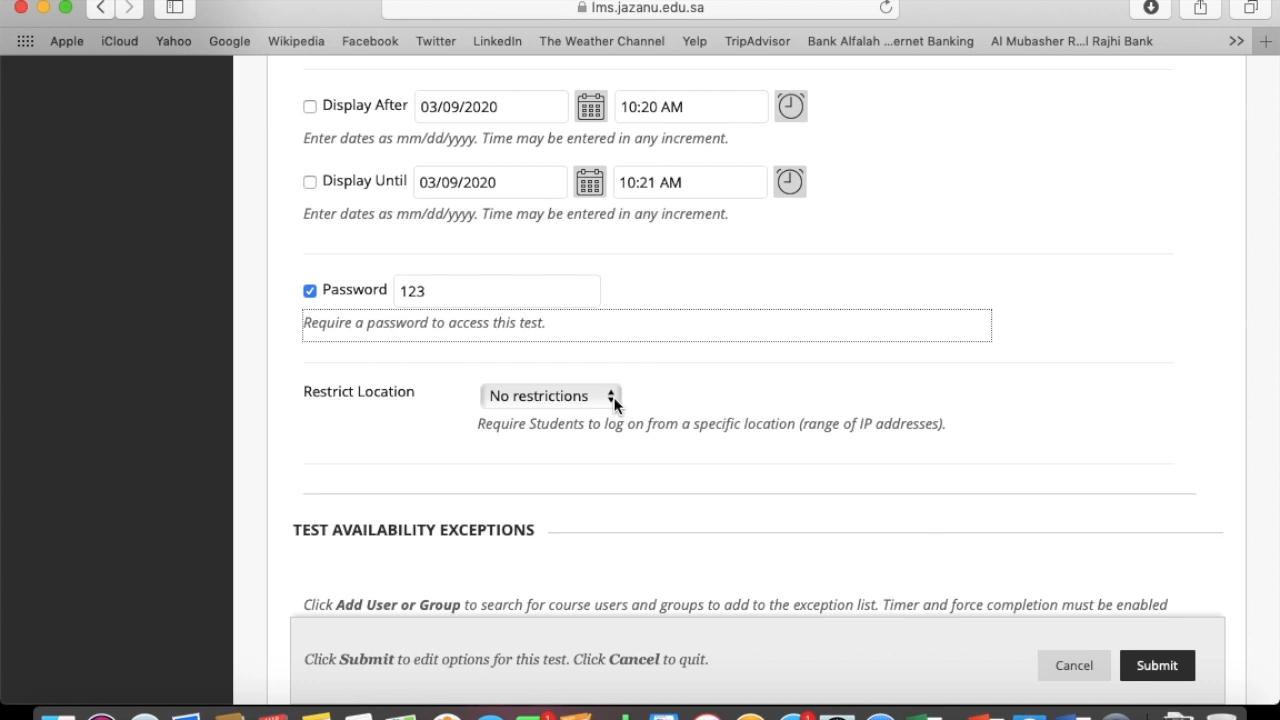 lms.jazanu.edu.sa
Apple iCloud Yahoo Google Wikipedia Facebook Twitter LinkedIn The Weather Channel Yelp TripAdvisor Bank Alfalah ...ernet Banking Al Mubasher R...l Rajhi Bank >>
Display After 03/09/2020 10:20 AM
Enter dates as mm/dd/yyyy. Time may be entered in any increment.
Display Until 03/09/2020 10:21 AM
Enter dates as mm/dd/yyyy. Time may be entered in any increment.
Password 123
Require a password to access this test.
Restrict Location No restrictions
Require Students to log on from a specific location (range of IP addresses).
TEST AVAILABILITY EXCEPTIONS
Click Add User or Group to search for course users and groups to add to the exception list. Timer and force completion must be enabled
Click Submit to edit options for this test. Click Cancel to quit.
Cancel Submit